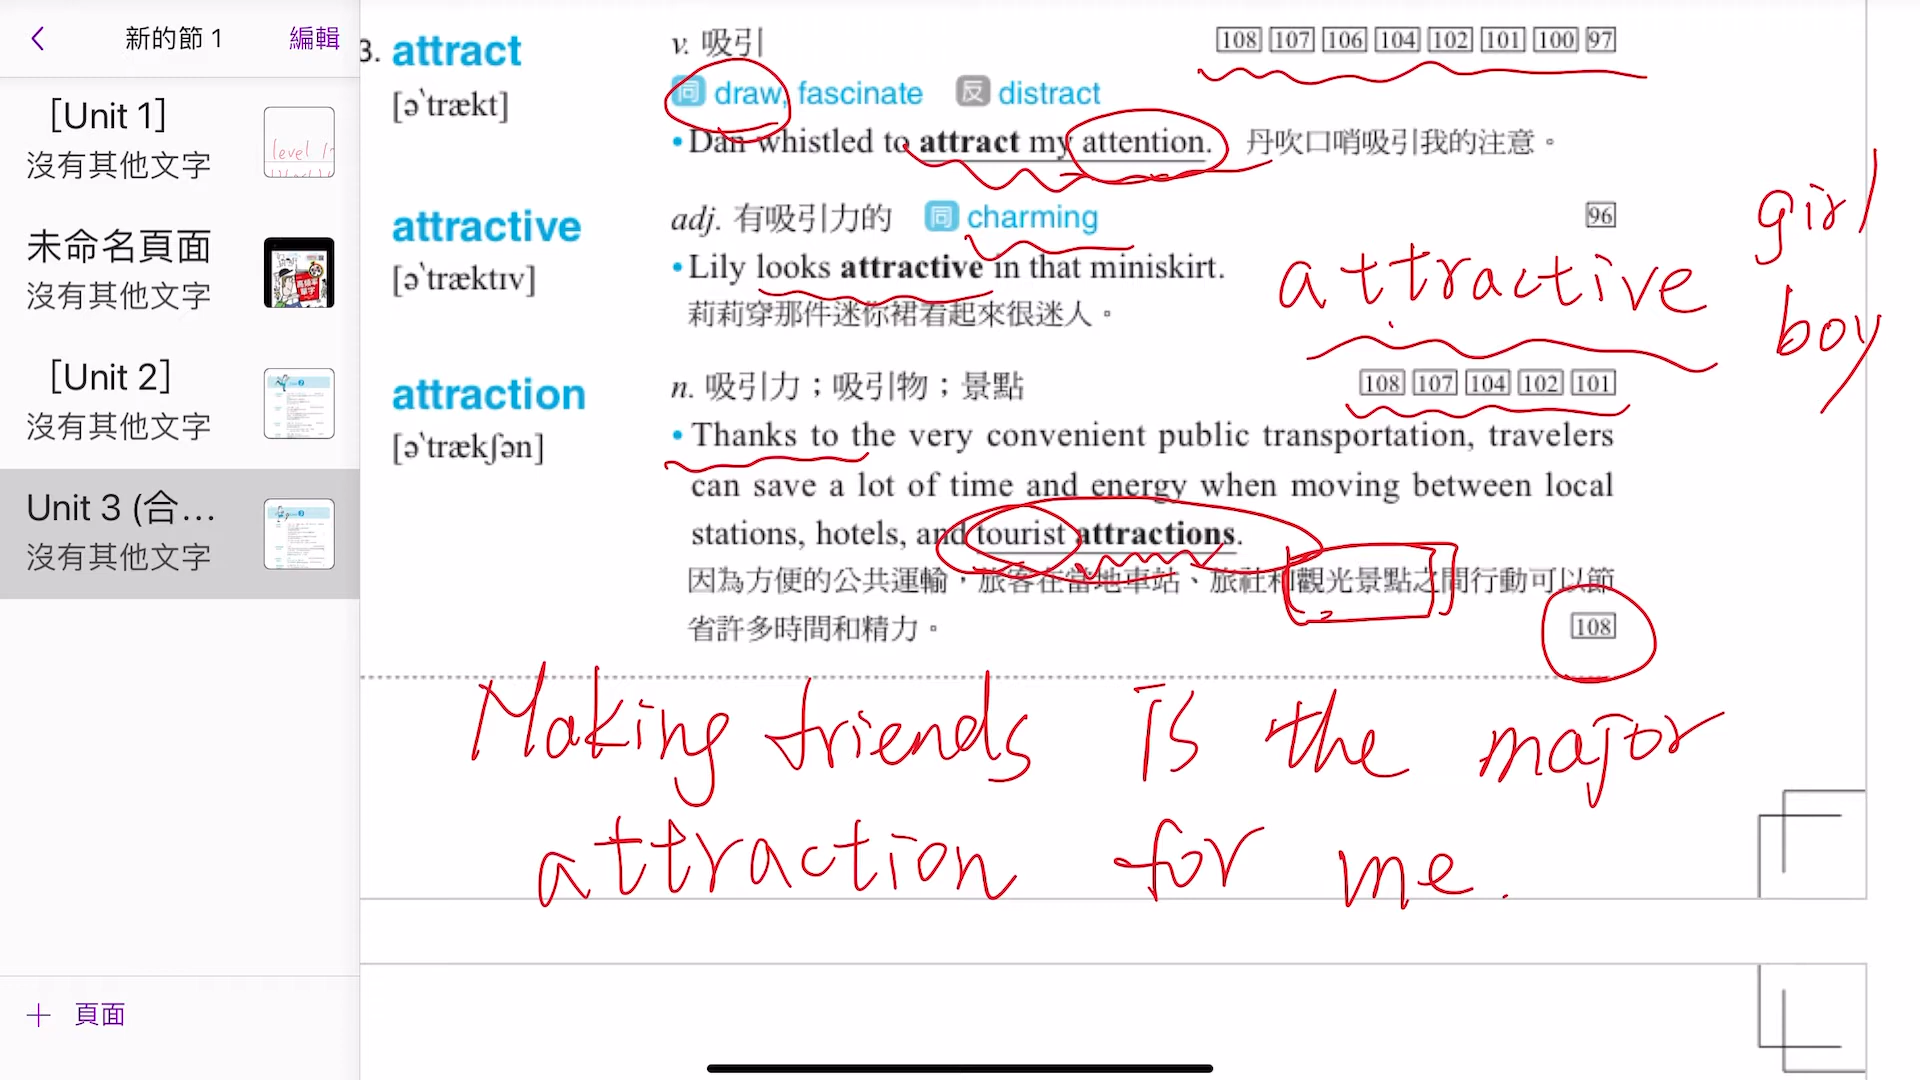 新的節 1
編輯
[Unit 1]
沒有其他文字
level 1
未命名頁面
沒有其他文字
[Unit 2]
沒有其他文字
Unit 3 (合...
沒有其他文字
+ 頁面
3. attract
[əˋtrækt]
v. 吸引
108 107 106 104 102 101 100 97
同 draw, fascinate 反 distract
•Dan whistled to attract my attention. 丹吹口哨吸引我的注意。
attractive
[əˋtræktɪv]
adj. 有吸引力的 同 charming
96
•Lily looks attractive in that miniskirt.
莉莉穿那件迷你裙看起來很迷人。
attractive
girl
boy
attraction
[əˋtrækʃən]
n. 吸引力；吸引物；景點
108 107 104 102 101
•Thanks to the very convenient public transportation, travelers
can save a lot of time and energy when moving between local
stations, hotels, and tourist attractions.
因為方便的公共運輸，旅客在當地車站、旅社和觀光景點之間行動可以節
省許多時間和精力。
108
Making friends is the major
attraction for me.